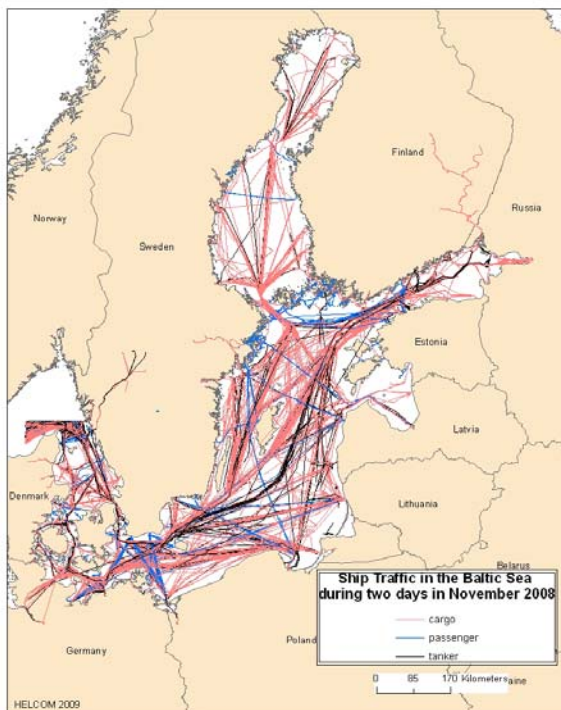 Finland
Norway
Russia
Sweden
Estonia
Latvia
Denmark
Lithuania
Belarus
Ship Traffic in the Baltic Sea
during two days in November 2008
cargo
passenger
tanker
Poland
Germany
0 85 170 Kilometers
aine
HELCOM 2009